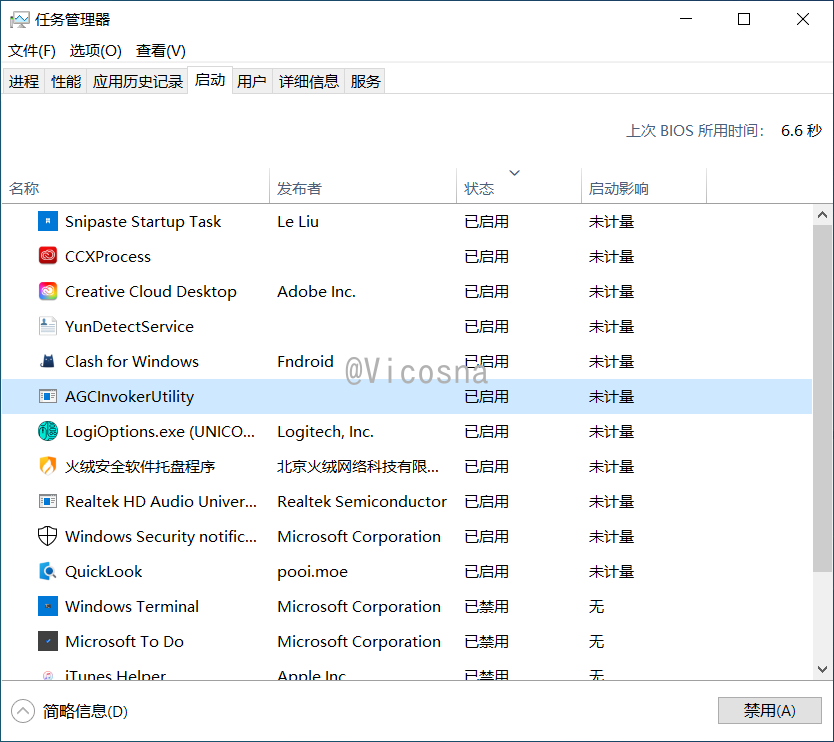 任务管理器
文件(F) 选项(O) 查看(V)
进程 性能 应用历史记录 启动 用户 详细信息 服务
上次 BIOS 所用时间: 6.6 秒
名称 发布者 状态 启动影响
Snipaste Startup Task Le Liu 已启用 未计量
CCXProcess 已启用 未计量
Creative Cloud Desktop Adobe Inc. 已启用 未计量
YunDetectService 已启用 未计量
Clash for Windows Fndroid 已启用 未计量
@Vicosna
AGCInvokerUtility 已启用 未计量
LogiOptions.exe (UNICO... Logitech, Inc. 已启用 未计量
火绒安全软件托盘程序 北京火绒网络科技有限... 已启用 未计量
Realtek HD Audio Univer... Realtek Semiconductor 已启用 未计量
Windows Security notific... Microsoft Corporation 已启用 未计量
QuickLook pooi.moe 已启用 未计量
Windows Terminal Microsoft Corporation 已禁用 无
Microsoft To Do Microsoft Corporation 已禁用 无
iTunes Helper Apple Inc. 已禁用 无
简略信息(D) 禁用(A)